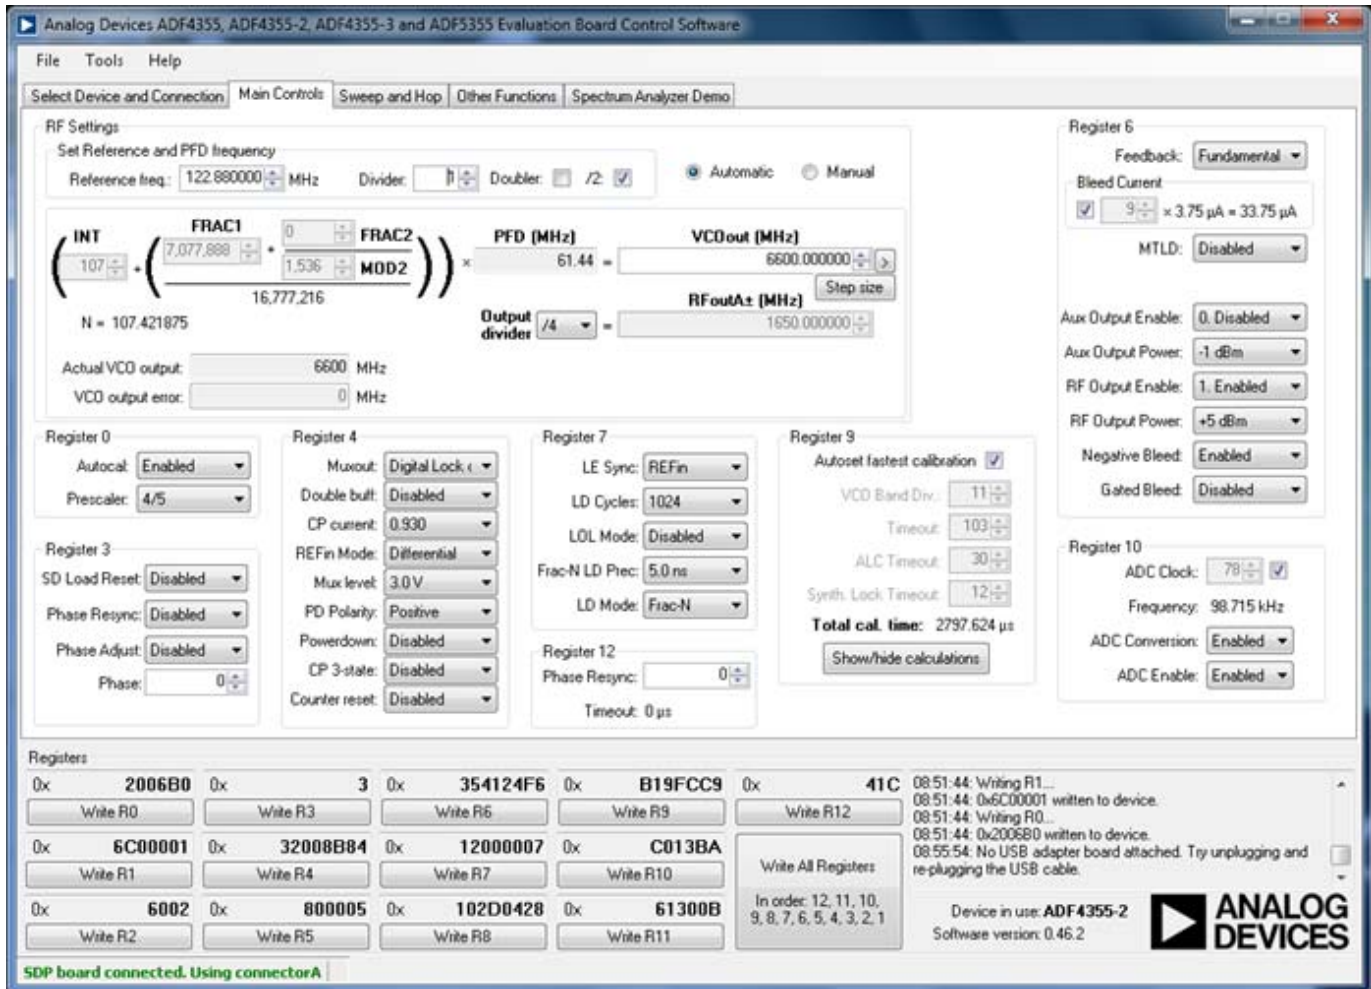 Analog Devices ADF4355, ADF4355-2, ADF4355-3 and ADF5355 Evaluation Board Control Software
File Tools Help
Select Device and Connection Main Controls Sweep and Hop Other Functions Spectrum Analyzer Demo
RF Settings
Set Reference and PFD frequency
Reference freq.: 122.880000 MHz Divider: 1 Doubler: /2:
Automatic Manual
INT FRAC1 0 FRAC2 PFD (MHz) VCOout (MHz)
107 + 7,077,888 + 1,536 MOD2 × 61.44 = 6600.000000 >
16,777,216
Step size
RFoutA± (MHz)
N = 107.421875
Output divider /4 = 1650.000000
Actual VCO output: 6600 MHz
VCO output error: 0 MHz
Register 0
Autocal: Enabled
Prescaler: 4/5
Register 3
SD Load Reset: Disabled
Phase Resync: Disabled
Phase Adjust: Disabled
Phase: 0
Register 4
Muxout: Digital Lock
Double buff: Disabled
CP current: 0.930
REFin Mode: Differential
Mux level: 3.0 V
PD Polarity: Positive
Powerdown: Disabled
CP 3-state: Disabled
Counter reset: Disabled
Register 7
LE Sync: REFin
LD Cycles: 1024
LOL Mode: Disabled
Frac-N LD Prec: 5.0 ns
LD Mode: Frac-N
Register 12
Phase Resync: 0
Timeout: 0 µs
Register 9
Autoset fastest calibration
VCO Band Div.: 11
Timeout: 103
ALC Timeout: 30
Synth. Lock Timeout: 12
Total cal. time: 2797.624 µs
Show/hide calculations
Register 6
Feedback: Fundamental
Bleed Current
9 × 3.75 µA = 33.75 µA
MTLD: Disabled
Aux Output Enable: 0. Disabled
Aux Output Power: -1 dBm
RF Output Enable: 1. Enabled
RF Output Power: +5 dBm
Negative Bleed: Enabled
Gated Bleed: Disabled
Register 10
ADC Clock: 78
Frequency: 98.715 kHz
ADC Conversion: Enabled
ADC Enable: Enabled
Registers
0x 2006B0 0x 3 0x 354124F6 0x B19FCC9 0x 41C
Write R0 Write R3 Write R6 Write R9 Write R12
0x 6C00001 0x 32008B84 0x 12000007 0x C013BA
Write R1 Write R4 Write R7 Write R10
0x 6002 0x 800005 0x 102D0428 0x 61300B
Write R2 Write R5 Write R8 Write R11
Write All Registers
In order: 12, 11, 10,
9, 8, 7, 6, 5, 4, 3, 2, 1
08:51:44: Writing R1...
08:51:44: 0x6C00001 written to device.
08:51:44: Writing R0...
08:51:44: 0x2006B0 written to device.
08:55:54: No USB adapter board attached. Try unplugging and
re-plugging the USB cable.
Device in use: ADF4355-2
Software version: 0.46.2
ANALOG
DEVICES
SDP board connected. Using connectorA